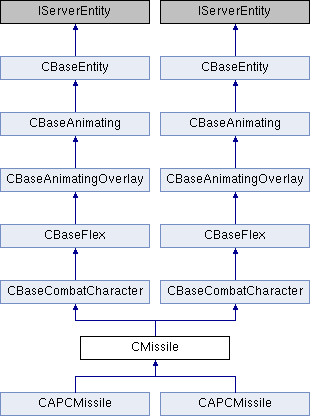 IServerEntity IServerEntity
CBaseEntity CBaseEntity
CBaseAnimating CBaseAnimating
CBaseAnimatingOverlay CBaseAnimatingOverlay
CBaseFlex CBaseFlex
CBaseCombatCharacter CBaseCombatCharacter
CMissile
CAPCMissile CAPCMissile